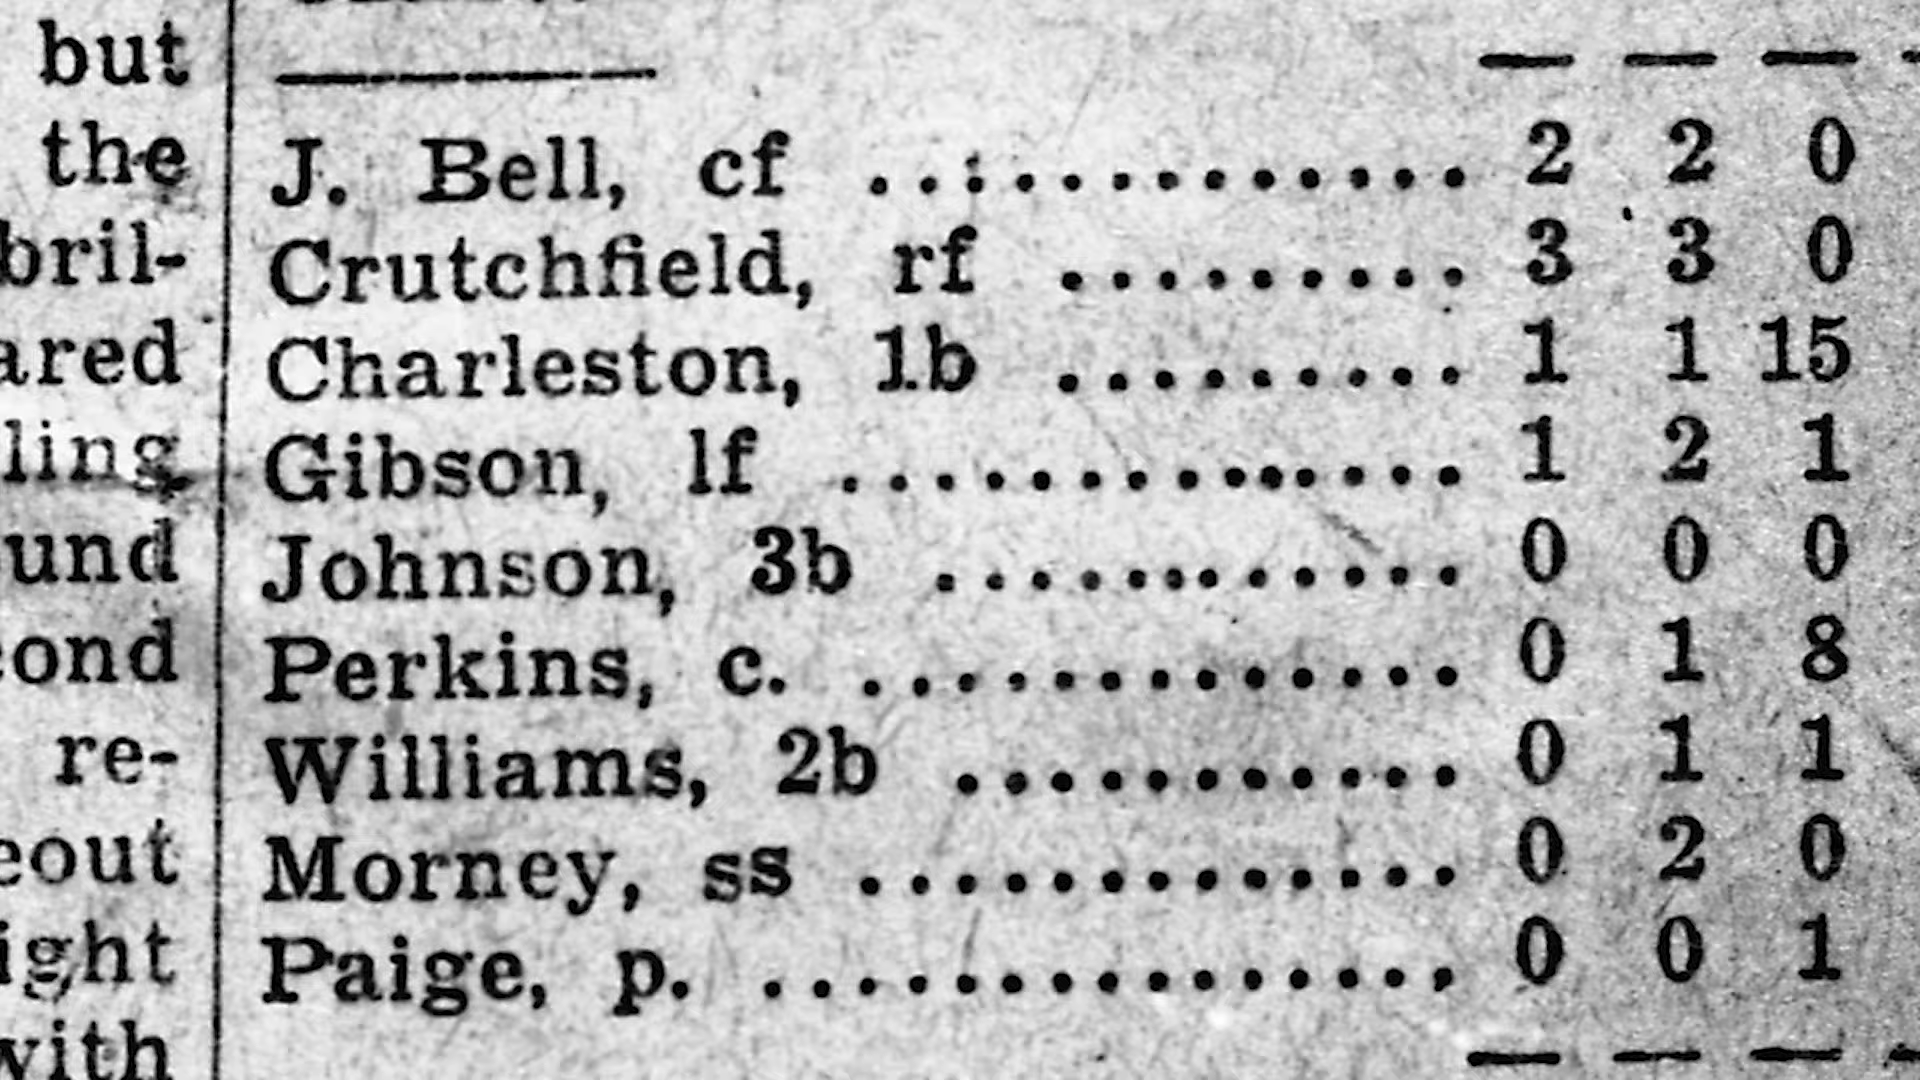 but
the
bril-
ared
ling
und
cond
re-
eout
ight
with
J. Bell, cf .............. 2 2 0
Crutchfield, rf ......... 3 3 0
Charleston, 1b ......... 1 1 15
Gibson, lf ............. 1 2 1
Johnson, 3b ........... 0 0 0
Perkins, c. ............. 0 1 8
Williams, 2b ........... 0 1 1
Morney, ss ............. 0 2 0
Paige, p. ............... 0 0 1